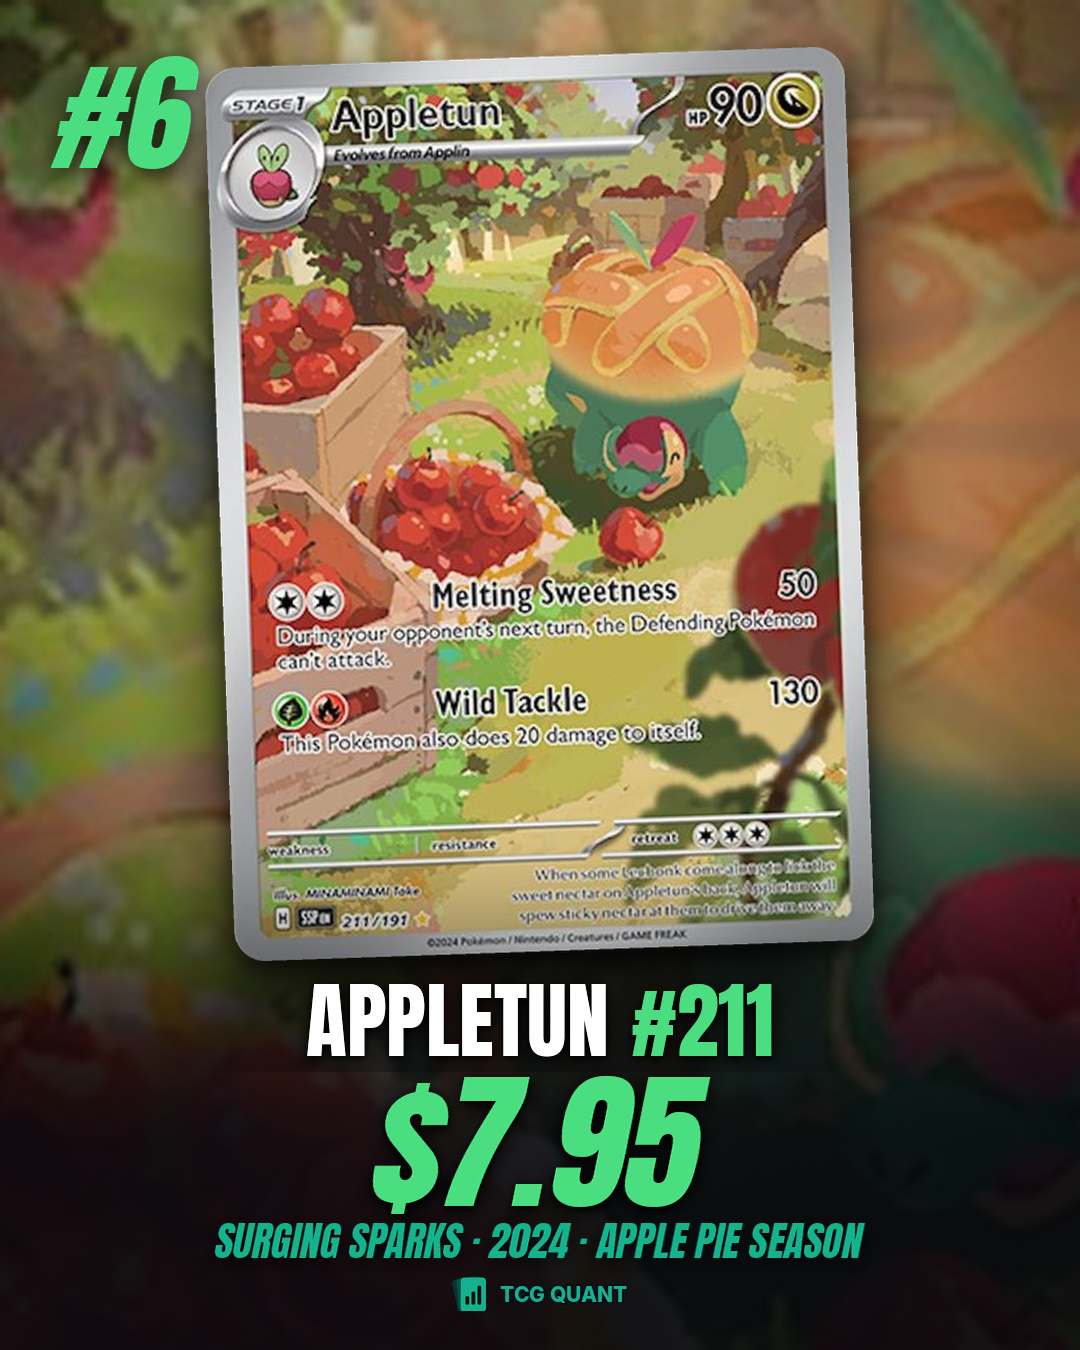 #6
STAGE 1
Appletun
HP 90
Evolves from Applin
Melting Sweetness 50
During your opponent's next turn, the Defending Pokémon
can't attack.
Wild Tackle 130
This Pokémon also does 20 damage to itself.
weakness resistance retreat
When some Lechonk come along to lick the
sweet nectar on Appletun's back, Appletun will
spew sticky nectar at them to drive them away.
Illus. MINAMINAMI Take
H SSP EN 211/191
©2024 Pokémon / Nintendo / Creatures / GAME FREAK
APPLETUN #211
$7.95
SURGING SPARKS · 2024 · APPLE PIE SEASON
TCG QUANT